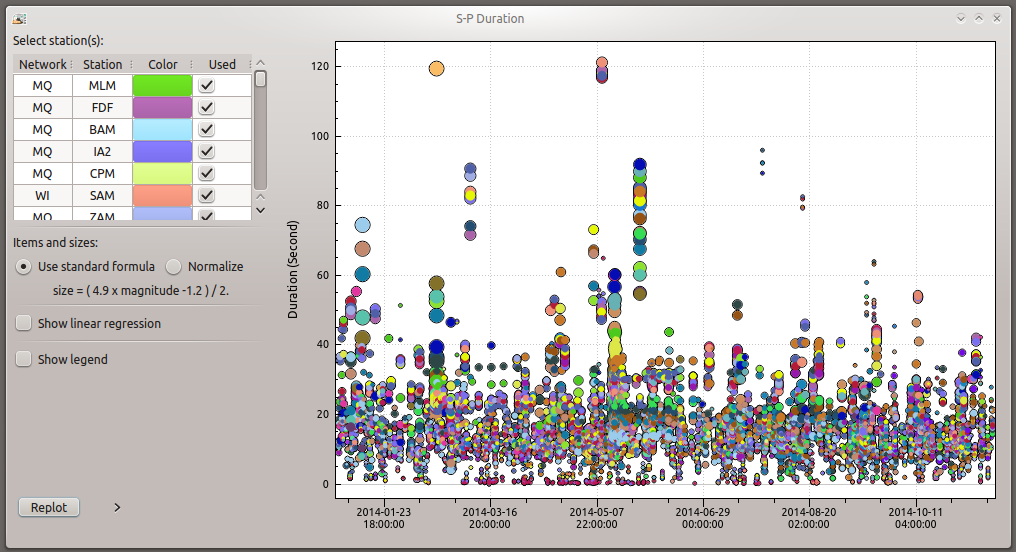 S-P Duration
Select station(s):
Network Station Color Used
MQ MLM
MQ FDF
MQ BAM
MQ IA2
MQ CPM
WI SAM
MQ ZAM
Items and sizes:
Use standard formula Normalize
size = ( 4.9 x magnitude -1.2 ) / 2.
Show linear regression
Show legend
Replot >
Duration (Second)
120
100
80
60
40
20
0
2014-01-23 2014-03-16 2014-05-07 2014-06-29 2014-08-20 2014-10-11
18:00:00 20:00:00 22:00:00 00:00:00 02:00:00 04:00:00